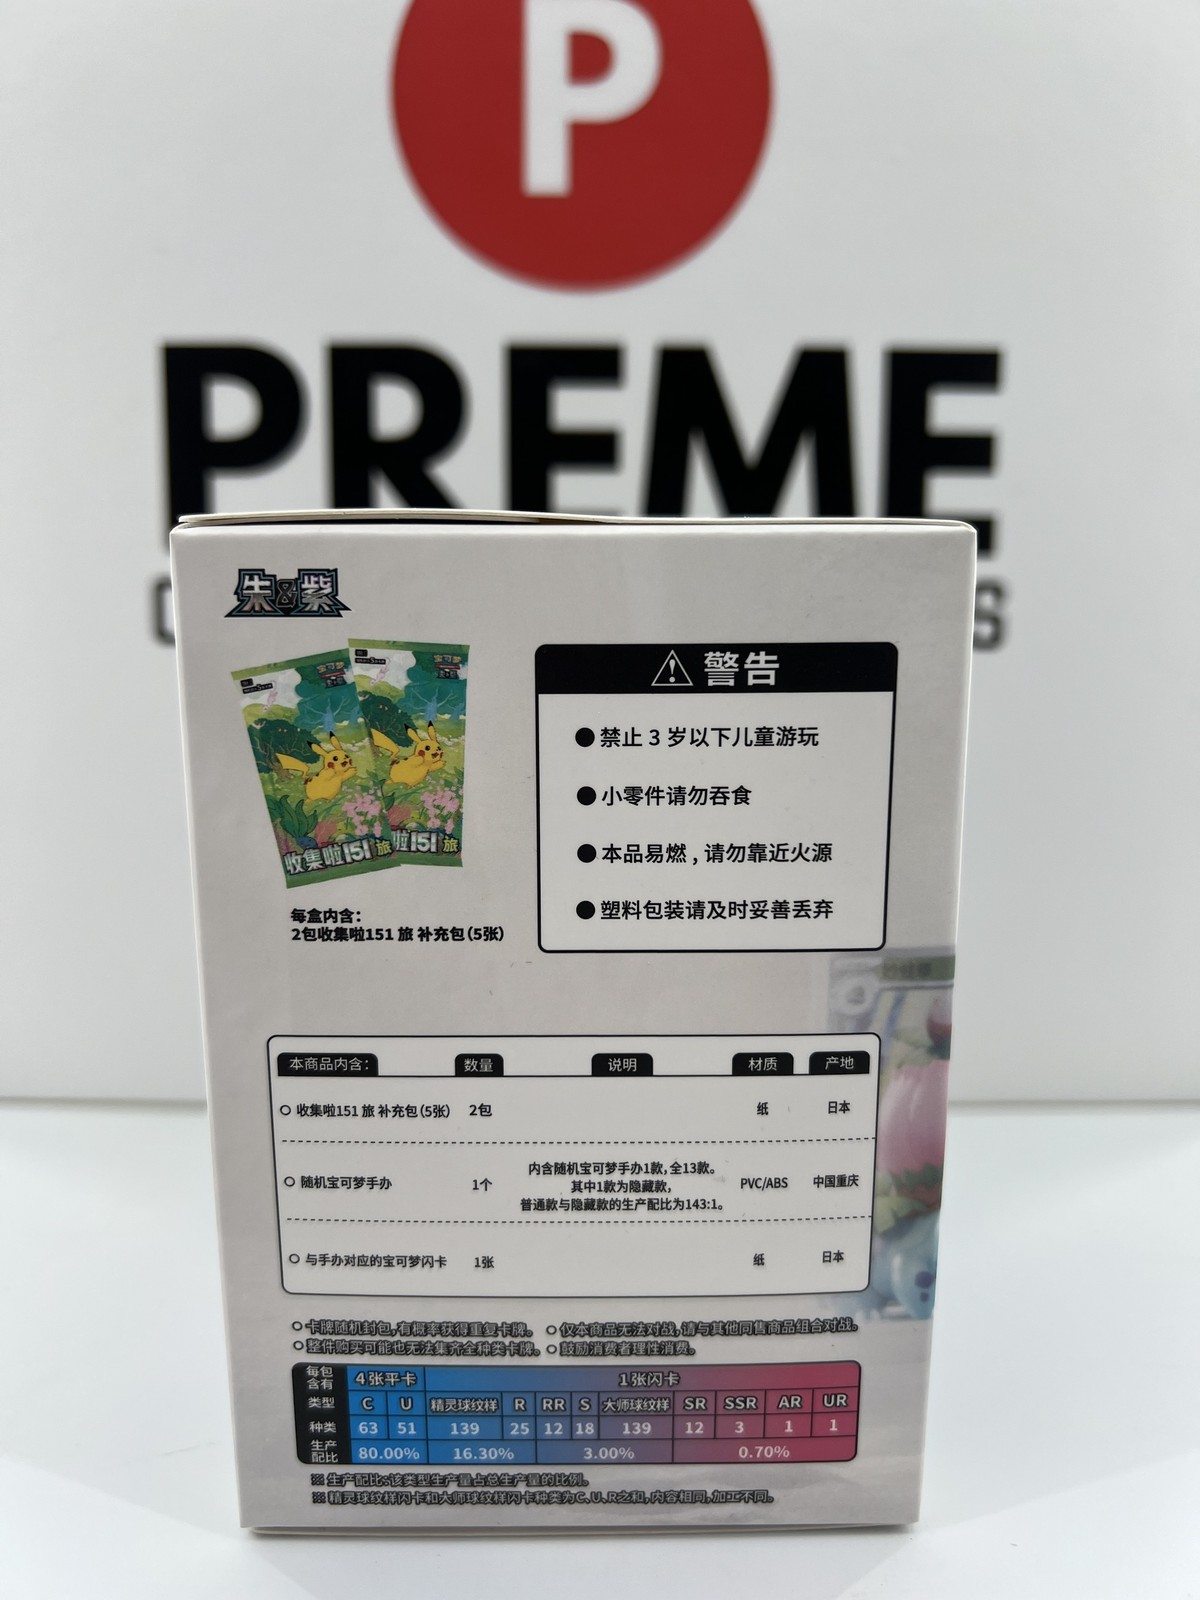 P
PREME
朱&紫
收集啦151 旅
啦151 旅
每盒内含：
2包收集啦151 旅 补充包（5张）
警告
●禁止 3 岁以下儿童游玩
●小零件请勿吞食
●本品易燃，请勿靠近火源
●塑料包装请及时妥善丢弃
本商品内含： 数量 说明 材质 产地
○ 收集啦151 旅 补充包（5张） 2包 纸 日本
○ 随机宝可梦手办 1个 内含随机宝可梦手办1款，全13款。
其中1款为隐藏款，
普通款与隐藏款的生产配比为143:1。 PVC/ABS 中国重庆
○ 与手办对应的宝可梦闪卡 1张 纸 日本
○ 卡牌随机封包，有概率获得重复卡牌。 ○ 仅本商品无法对战，请与其他同售商品组合对战。
○ 整件购买可能也无法集齐全种类卡牌。 ○ 鼓励消费者理性消费。
每包含有 4张平卡 1张闪卡
类型 C U 精灵球纹样 R RR S 大师球纹样 SR SSR AR UR
种类 63 51 139 25 12 18 139 12 3 1 1
生产配比 80.00% 16.30% 3.00% 0.70%
※ 生产配比：该类型生产量占总生产量的比例。
※ 精灵球纹样闪卡和大师球纹样闪卡种类为C、U、R之和，内容相同，加工不同。